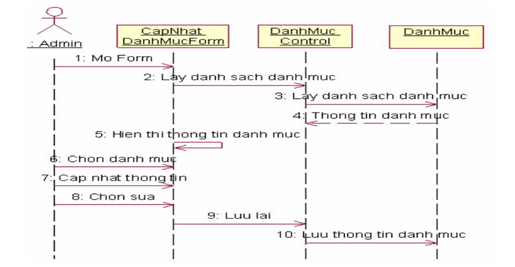 : Admin
CapNhat
DanhMucForm
DanhMuc
Control
DanhMuc
1: Mo Form
2: Lay danh sach danh muc
3: Lay danh sach danh muc
4: Thong tin danh muc
5: Hien thi thong tin danh muc
6: Chon danh muc
7: Cap nhat thong tin
8: Chon sua
9: Luu lai
10: Luu thong tin danh muc